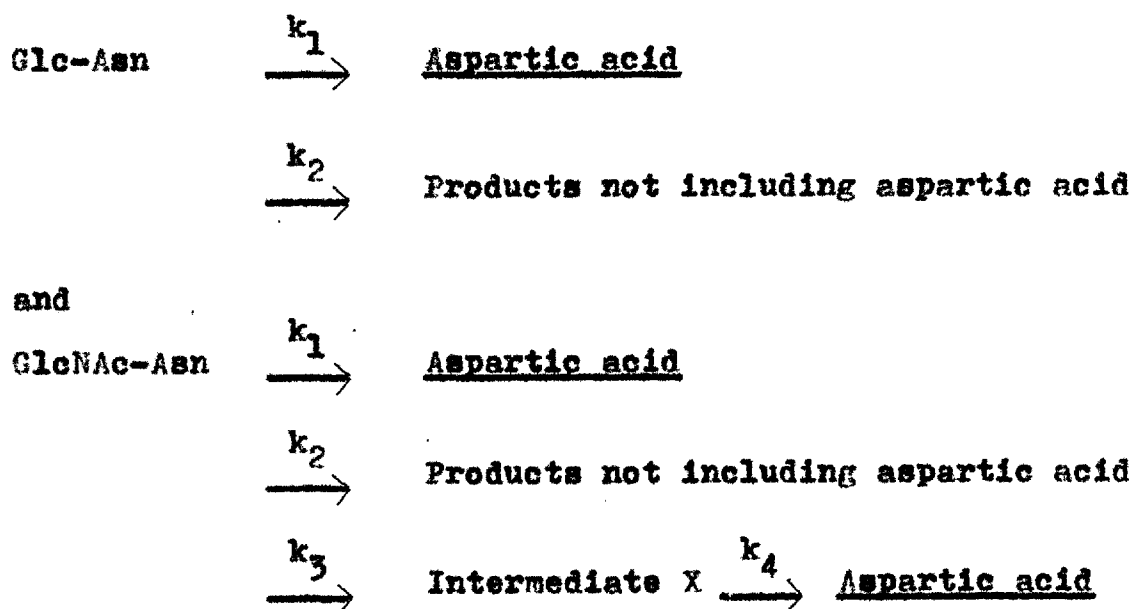 Glc-Asn k₁ → Aspartic acid
k₂ → Products not including aspartic acid
and
GlcNAc-Asn k₁ → Aspartic acid
k₂ → Products not including aspartic acid
k₃ → Intermediate X k₄ → Aspartic acid